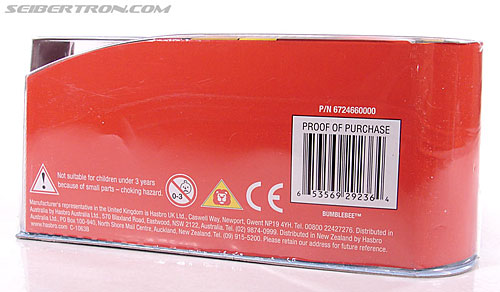 SEIBERTRON.COM
P/N 6724660000
PROOF OF PURCHASE
6 53569 29236 4
BUMBLEBEE™
Not suitable for children under 3 years
because of small parts – choking hazard.
0-3
CE
Manufacturer's representative in the United Kingdom is Hasbro UK Ltd., Caswell Way, Newport, Gwent NP19 4YH, Tel. 00800 22427276. Distributed in
Australia by Hasbro Australia Ltd., 570 Blaxland Road, Eastwood, NSW 2122, Australia, Tel. (02) 9874-0999. Distributed in New Zealand by Hasbro
(a division of Hasbro Australia Ltd.), PO Box 100-940, North Shore Mail Centre, Auckland, New Zealand, Tel. (09) 915-5200. Please retain our address for future reference.
www.hasbro.com C-1063B